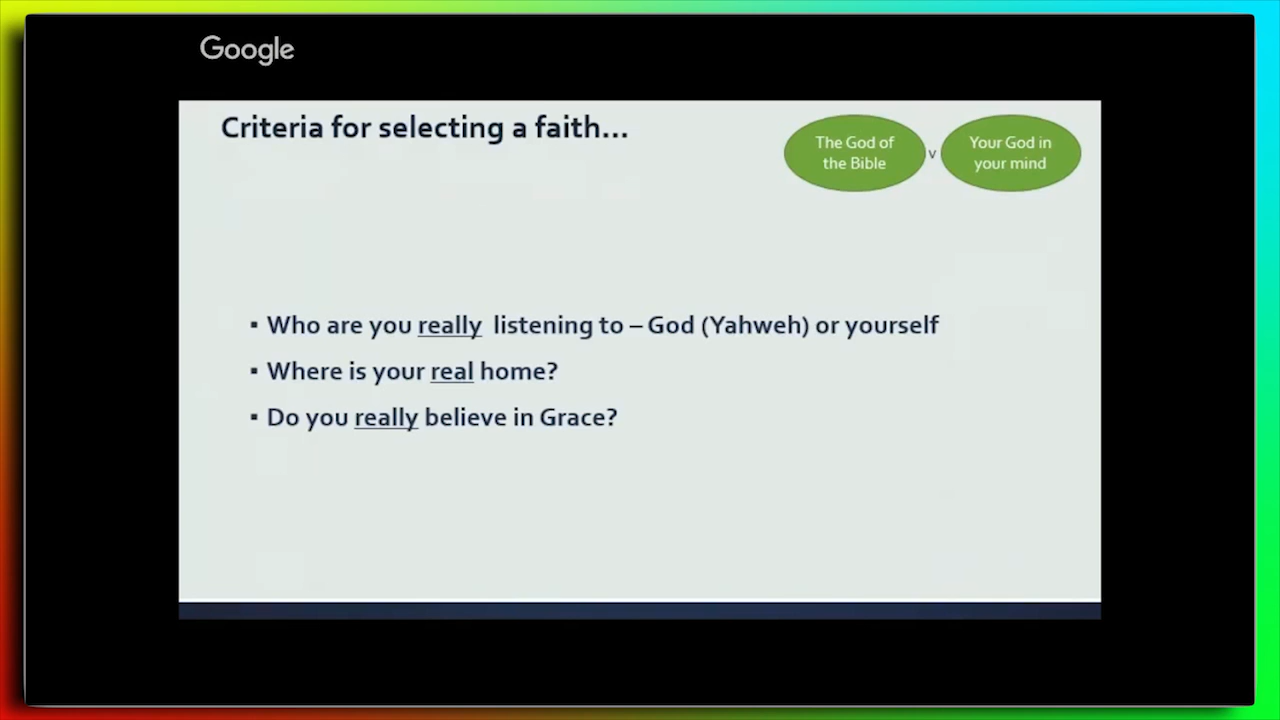 Google
Criteria for selecting a faith...
The God of
the Bible
v
Your God in
your mind
▪ Who are you really listening to – God (Yahweh) or yourself
▪ Where is your real home?
▪ Do you really believe in Grace?